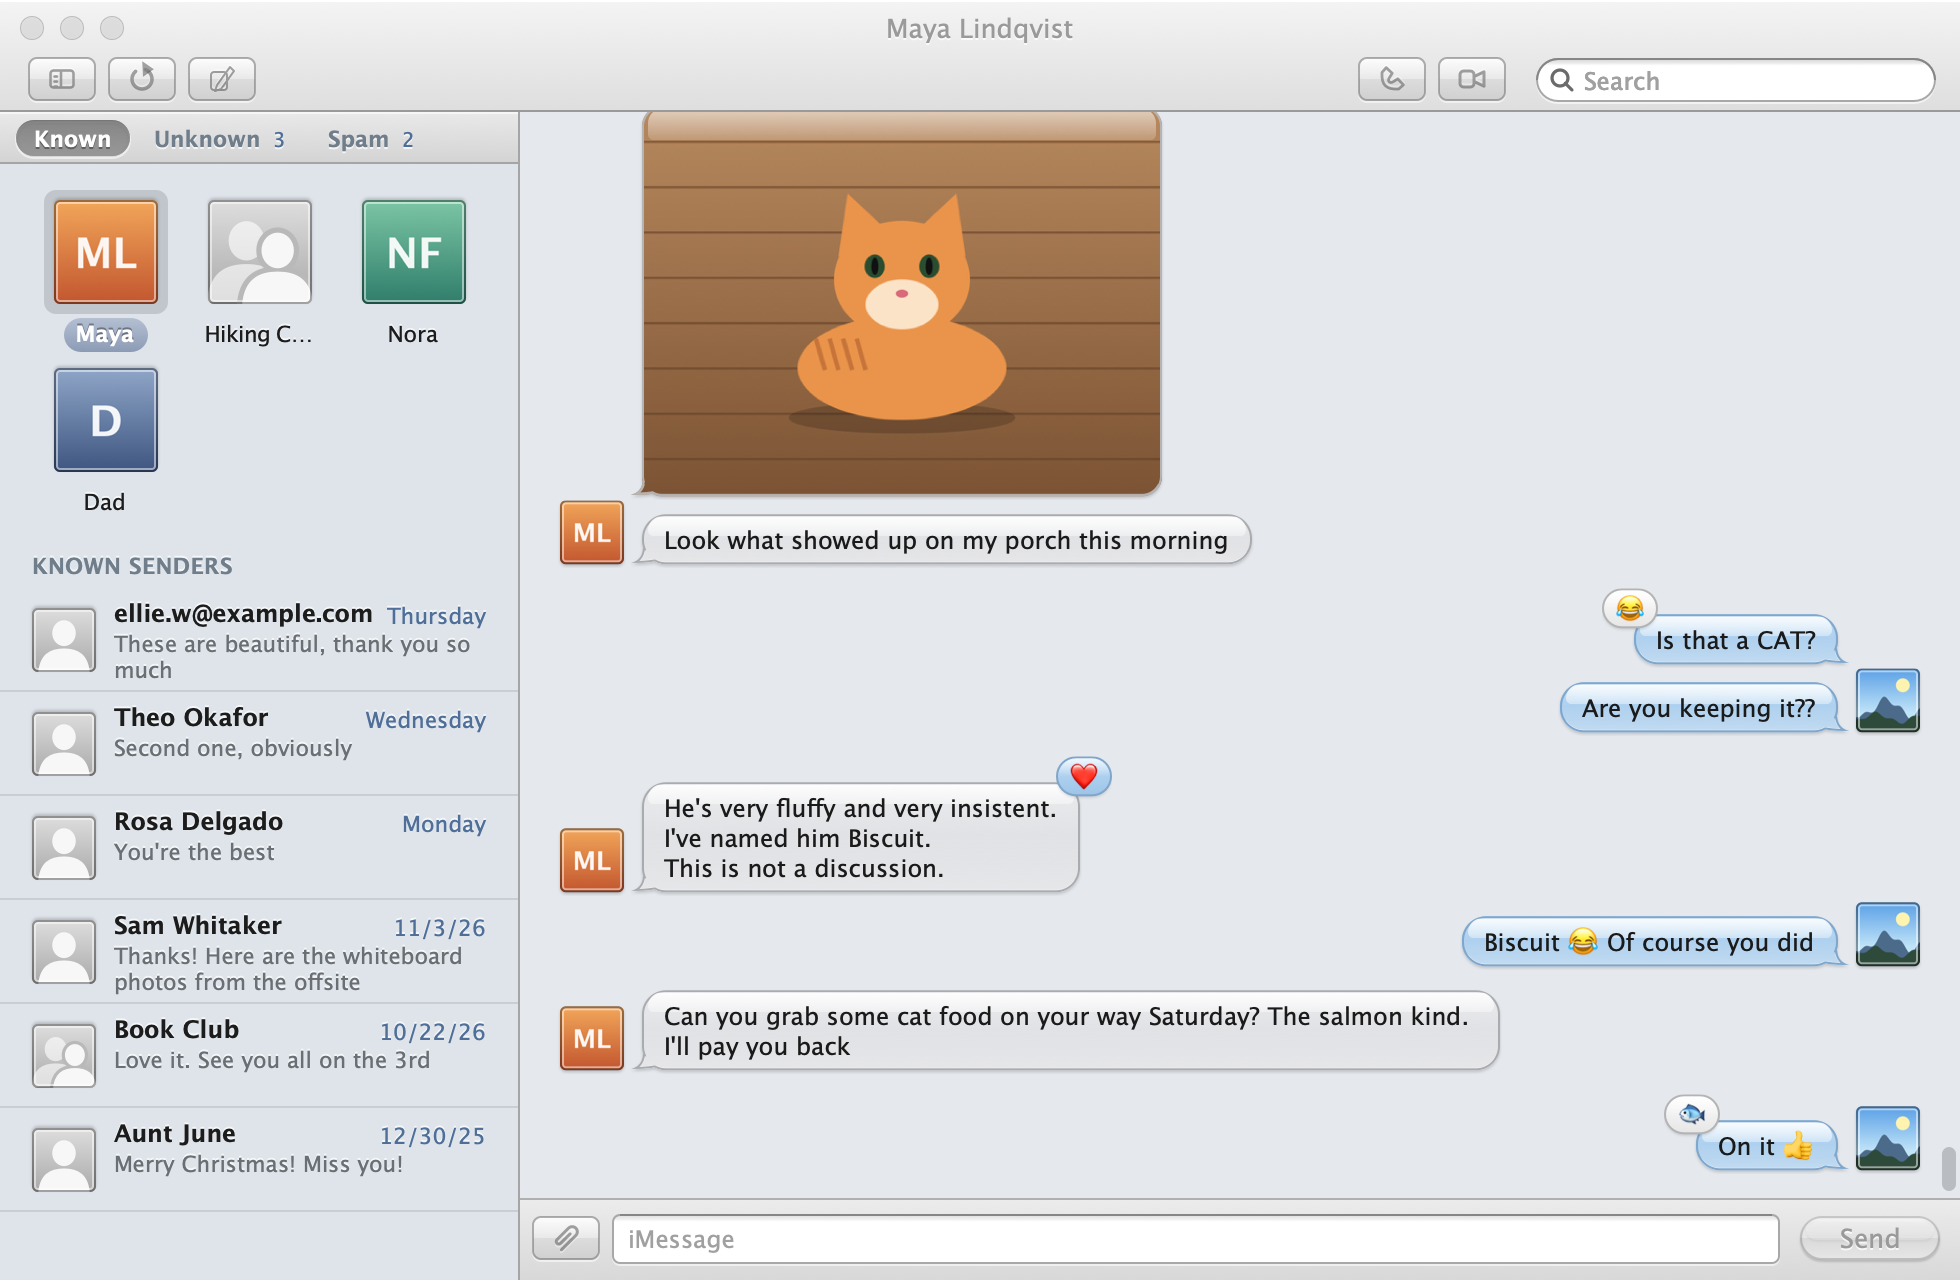 Maya Lindqvist
Search
Known
Unknown 3
Spam 2
ML
NF
Maya
Hiking C...
Nora
D
Dad
KNOWN SENDERS
ellie.w@example.com Thursday
These are beautiful, thank you so
much
Theo Okafor Wednesday
Second one, obviously
Rosa Delgado Monday
You're the best
Sam Whitaker 11/3/26
Thanks! Here are the whiteboard
photos from the offsite
Book Club 10/22/26
Love it. See you all on the 3rd
Aunt June 12/30/25
Merry Christmas! Miss you!
ML
Look what showed up on my porch this morning
😂
Is that a CAT?
Are you keeping it??
❤️
He's very fluffy and very insistent.
I've named him Biscuit.
This is not a discussion.
ML
Biscuit 😂 Of course you did
Can you grab some cat food on your way Saturday? The salmon kind.
I'll pay you back
ML
🐟
On it 👍
iMessage
Send